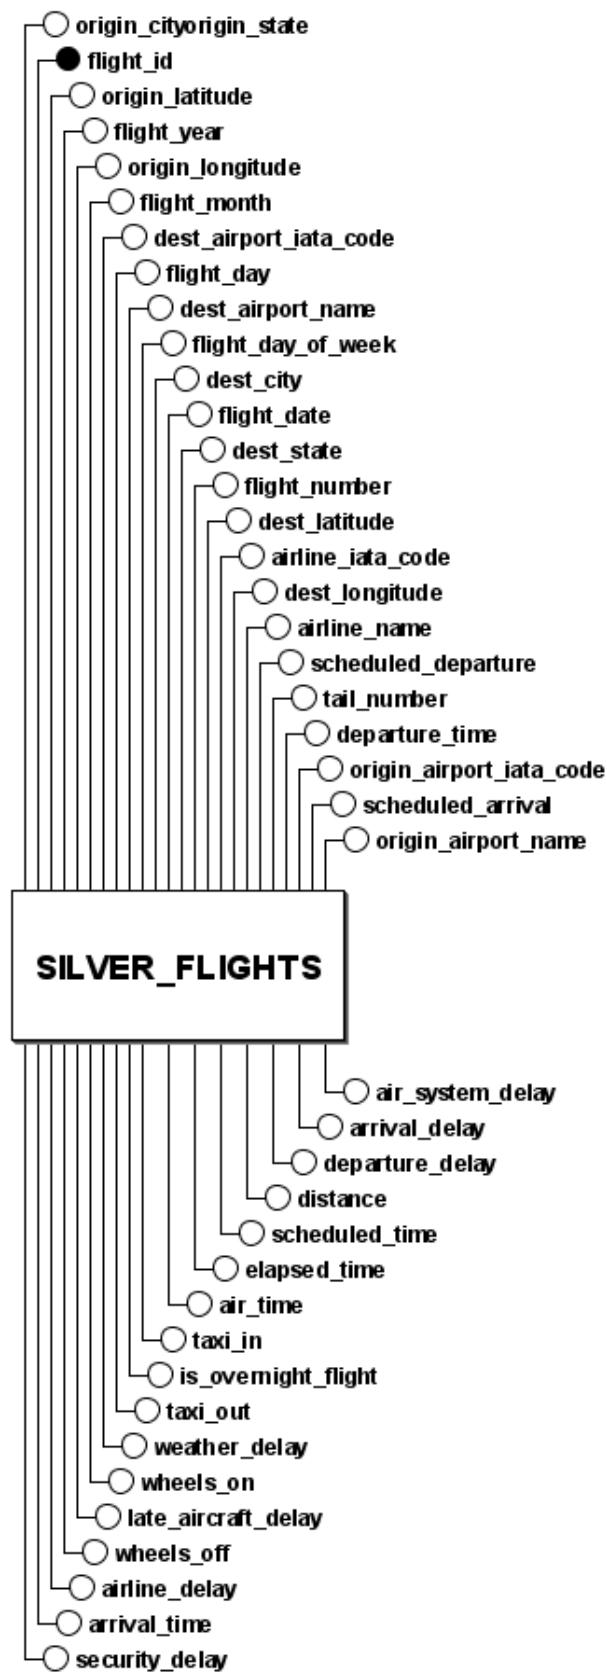 origin_cityorigin_state
flight_id
origin_latitude
flight_year
origin_longitude
flight_month
dest_airport_iata_code
flight_day
dest_airport_name
flight_day_of_week
dest_city
flight_date
dest_state
flight_number
dest_latitude
airline_iata_code
dest_longitude
airline_name
scheduled_departure
tail_number
departure_time
origin_airport_iata_code
scheduled_arrival
origin_airport_name
SILVER_FLIGHTS
air_system_delay
arrival_delay
departure_delay
distance
scheduled_time
elapsed_time
air_time
taxi_in
is_overnight_flight
taxi_out
weather_delay
wheels_on
late_aircraft_delay
wheels_off
airline_delay
arrival_time
security_delay